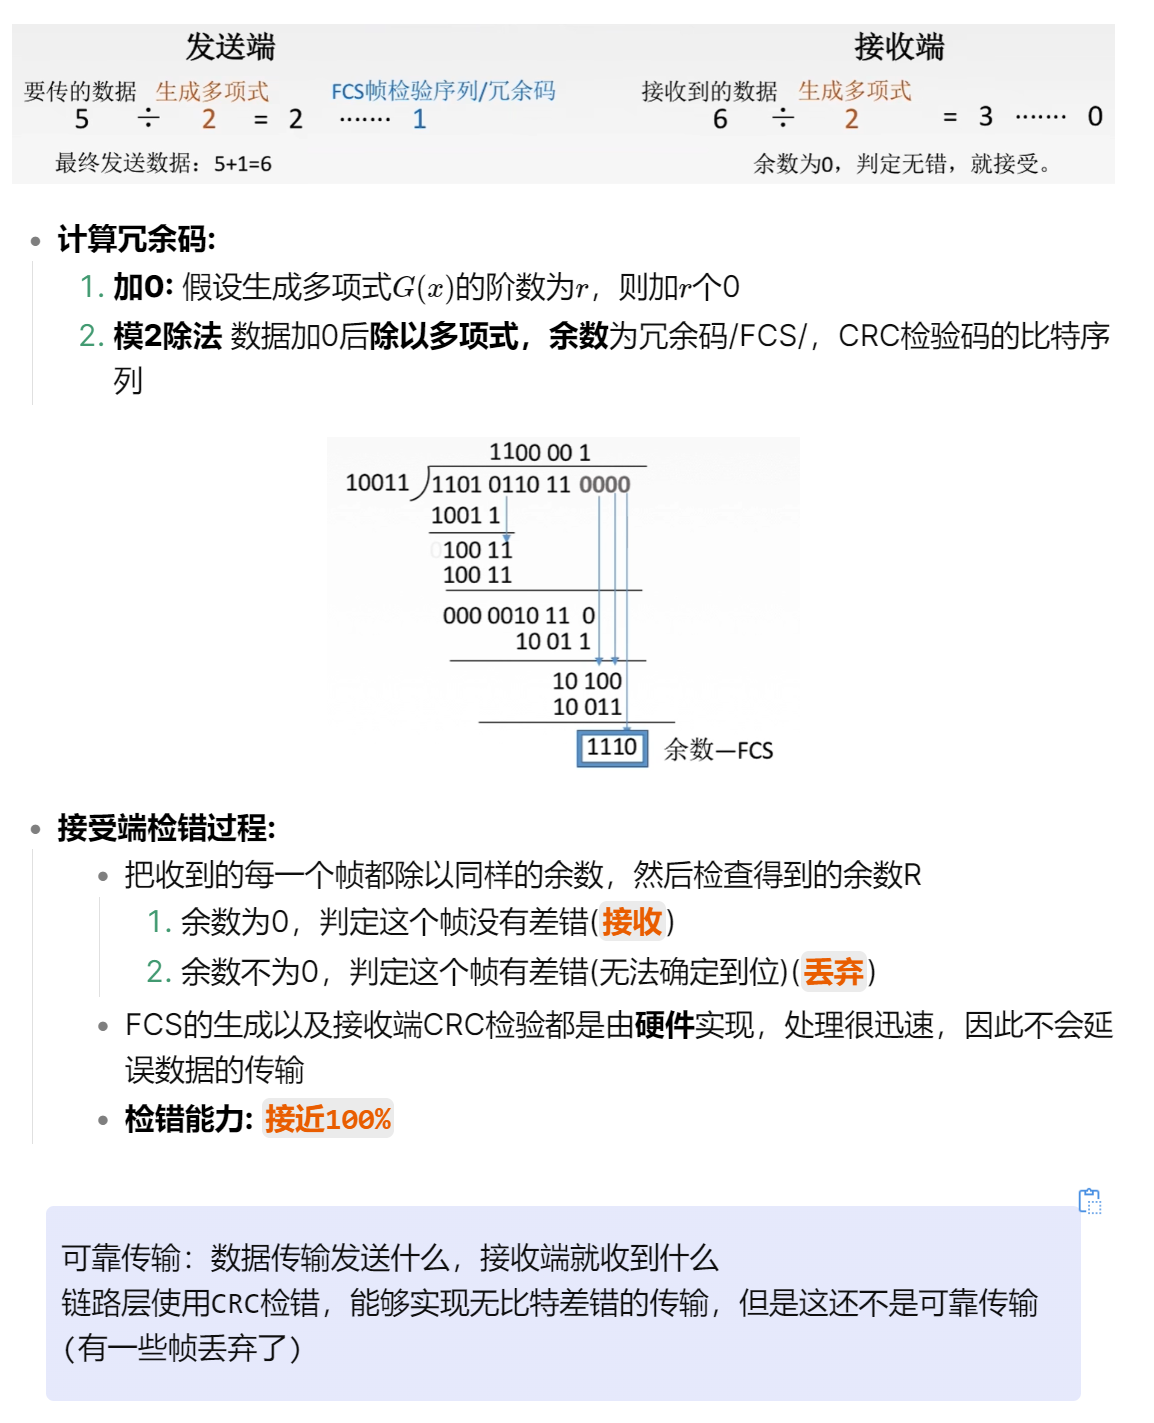 发送端 接收端
要传的数据 生成多项式 FCS帧检验序列/冗余码 接收到的数据 生成多项式
5 ÷ 2 = 2 ······· 1 6 ÷ 2 = 3 ······· 0
最终发送数据：5+1=6 余数为0，判定无错，就接受。
• 计算冗余码:
1. 加0: 假设生成多项式G(x)的阶数为r，则加r个0
2. 模2除法 数据加0后除以多项式，余数为冗余码/FCS/，CRC检验码的比特序
列
1100 00 1
10011 1101 0110 11 0000
1001 1
0100 11
100 11
000 0010 11 0
10 01 1
10 100
10 011
1110 余数—FCS
• 接受端检错过程:
• 把收到的每一个帧都除以同样的余数，然后检查得到的余数R
1. 余数为0，判定这个帧没有差错(接收)
2. 余数不为0，判定这个帧有差错(无法确定到位)(丢弃)
• FCS的生成以及接收端CRC检验都是由硬件实现，处理很迅速，因此不会延
误数据的传输
• 检错能力: 接近100%
可靠传输：数据传输发送什么，接收端就收到什么
链路层使用CRC检错，能够实现无比特差错的传输，但是这还不是可靠传输
(有一些帧丢弃了)